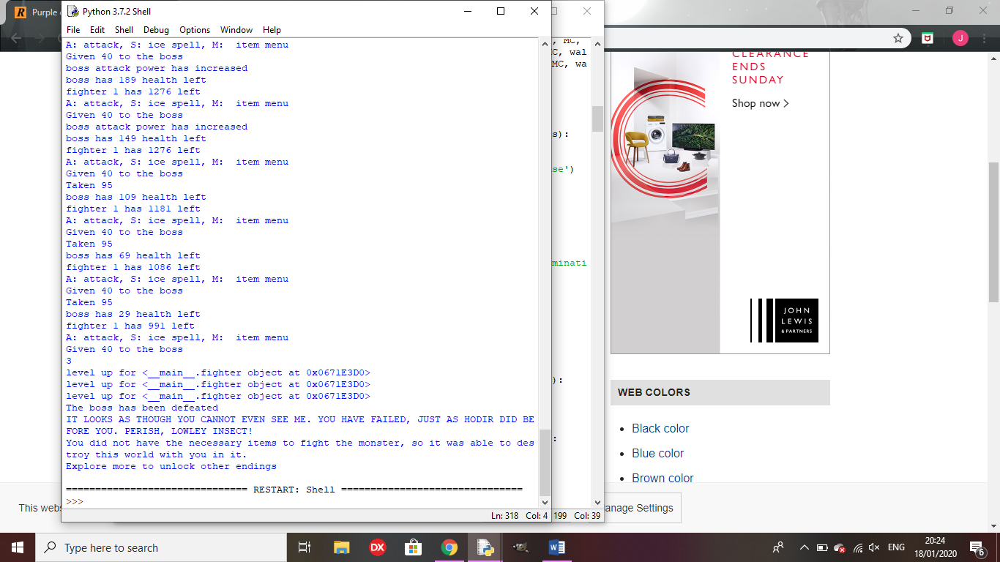 Purple
Python 3.7.2 Shell
File Edit Shell Debug Options Window Help
A: attack, S: ice spell, M:  item menu
Given 40 to the boss
boss attack power has increased
boss has 189 health left
fighter 1 has 1276 left
A: attack, S: ice spell, M:  item menu
Given 40 to the boss
boss attack power has increased
boss has 149 health left
fighter 1 has 1276 left
A: attack, S: ice spell, M:  item menu
Given 40 to the boss
Taken 95
boss has 109 health left
fighter 1 has 1181 left
A: attack, S: ice spell, M:  item menu
Given 40 to the boss
Taken 95
boss has 69 health left
fighter 1 has 1086 left
A: attack, S: ice spell, M:  item menu
Given 40 to the boss
Taken 95
boss has 29 health left
fighter 1 has 991 left
A: attack, S: ice spell, M:  item menu
Given 40 to the boss
3
level up for <__main__.fighter object at 0x0671E3D0>
level up for <__main__.fighter object at 0x0671E3D0>
level up for <__main__.fighter object at 0x0671E3D0>
The boss has been defeated
IT LOOKS AS THOUGH YOU CANNOT EVEN SEE ME. YOU HAVE FAILED, JUST AS HODIR DID BE
FORE YOU. PERISH, LOWLEY INSECT!
You did not have the necessary items to fight the monster, so it was able to des
troy this world with you in it.
Explore more to unlock other endings
=============================== RESTART: Shell ===============================
>>>
Ln: 318 Col: 4
, MC,
C, wal
MC, wa
s):
se')
minati
):
:
199 Col: 39
J
CLEARANCE
ENDS
SUNDAY
Shop now >
JOHN
LEWIS
& PARTNERS
WEB COLORS
Black color
Blue color
Brown color
This webs
anage Settings
Type here to search
DX
ENG
20:24
18/01/2020
6